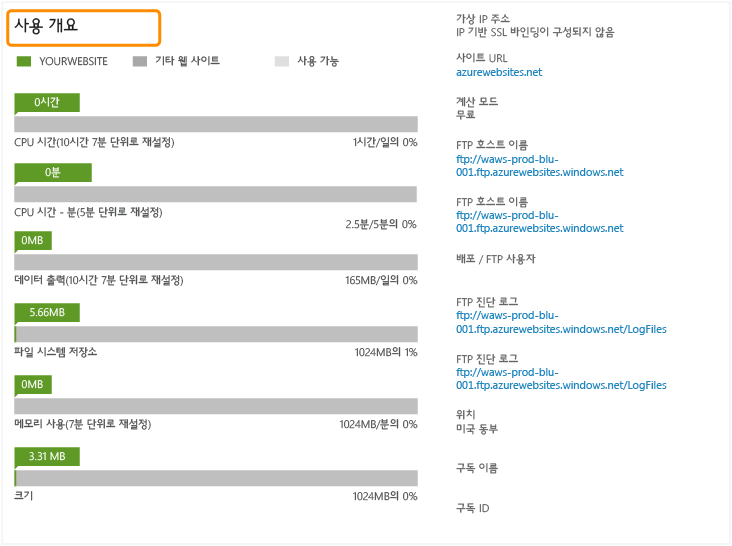 사용 개요
YOURWEBSITE
기타 웹 사이트
사용 가능
0시간
CPU 시간(10시간 7분 단위로 재설정)
1시간/일의 0%
0분
CPU 시간 - 분(5분 단위로 재설정)
2.5분/5분의 0%
0MB
데이터 출력(10시간 7분 단위로 재설정)
165MB/일의 0%
5.66MB
파일 시스템 저장소
1024MB의 1%
0MB
메모리 사용(7분 단위로 재설정)
1024MB/분의 0%
3.31 MB
크기
1024MB의 0%
가상 IP 주소
IP 기반 SSL 바인딩이 구성되지 않음
사이트 URL
azurewebsites.net
계산 모드
무료
FTP 호스트 이름
ftp://waws-prod-blu-
001.ftp.azurewebsites.windows.net
FTP 호스트 이름
ftp://waws-prod-blu-
001.ftp.azurewebsites.windows.net
배포 / FTP 사용자
FTP 진단 로그
ftp://waws-prod-blu-
001.ftp.azurewebsites.windows.net/LogFiles
FTP 진단 로그
ftp://waws-prod-blu-
001.ftp.azurewebsites.windows.net/LogFiles
위치
미국 동부
구독 이름
구독 ID